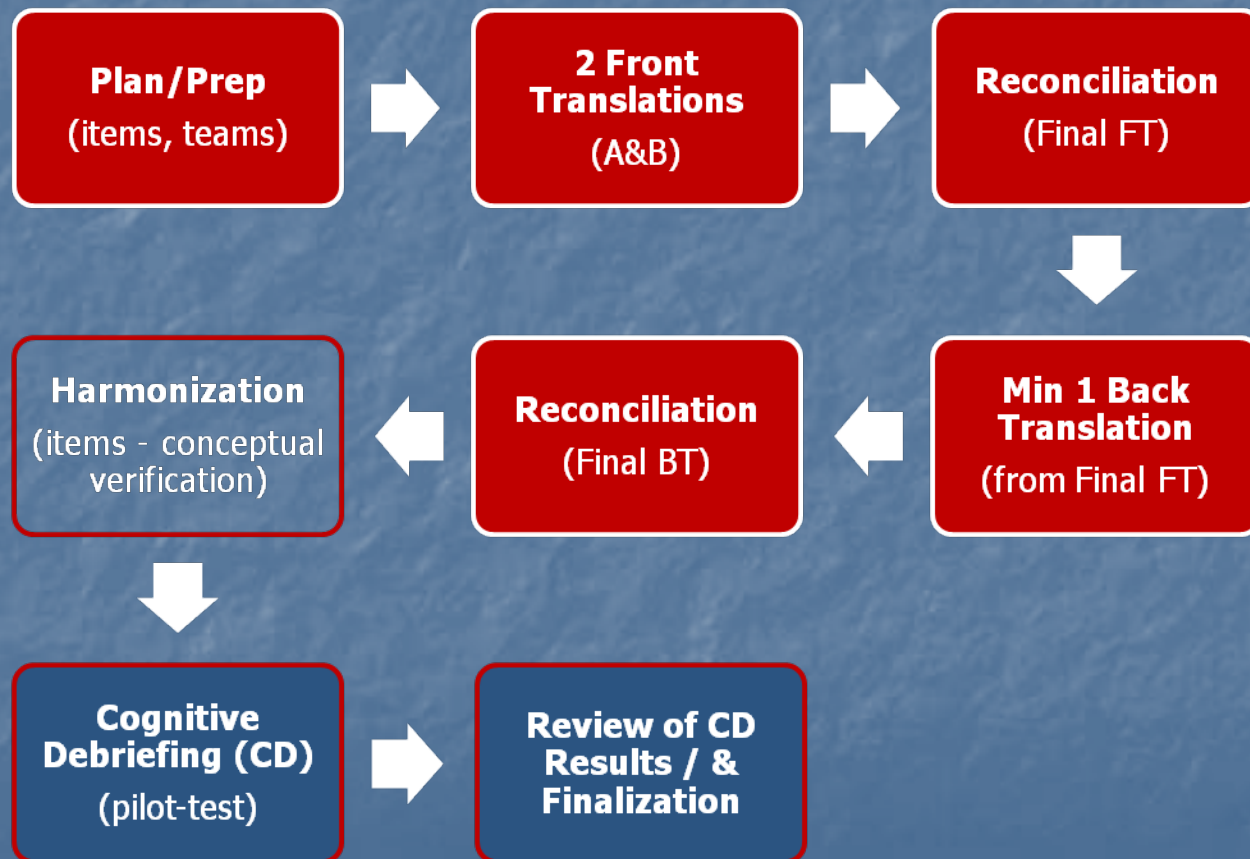 Plan/Prep
(items, teams)
2 Front
Translations
(A&B)
Reconciliation
(Final FT)
Min 1 Back
Translation
(from Final FT)
Reconciliation
(Final BT)
Harmonization
(items - conceptual
verification)
Cognitive
Debriefing (CD)
(pilot-test)
Review of CD
Results / &
Finalization